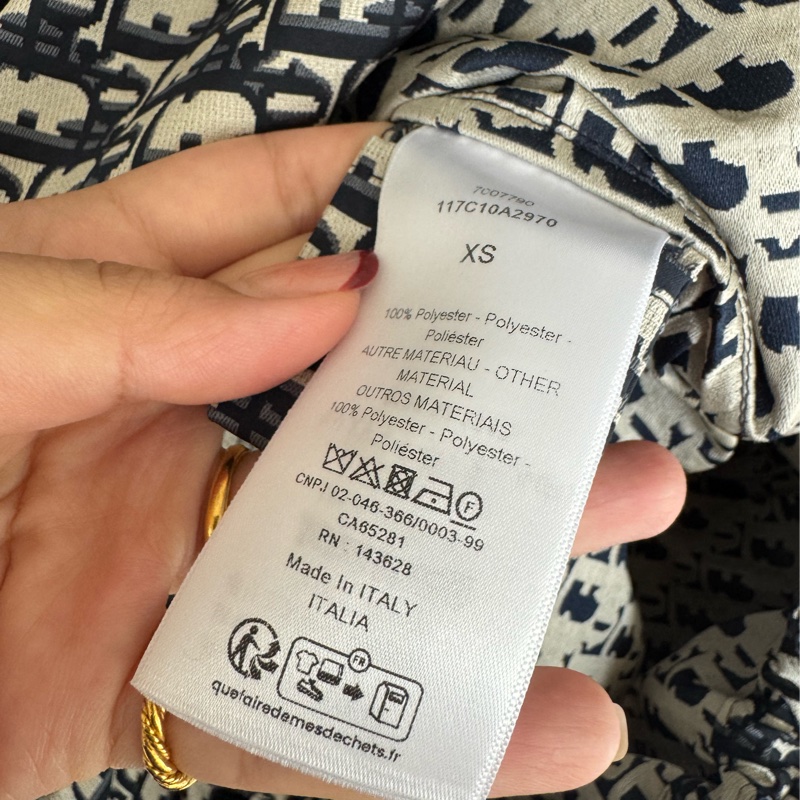 7C07790
117C10A2970
XS
100% Polyester - Polyester -
Poliéster
AUTRE MATERIAU - OTHER
MATERIAL
OUTROS MATERIAIS
100% Polyester - Polyester -
Poliéster
F
CNPJ 02-046-366/0003-99
CA65281
RN : 143628
Made In ITALY
ITALIA
FR
quefairedemesdechets.fr